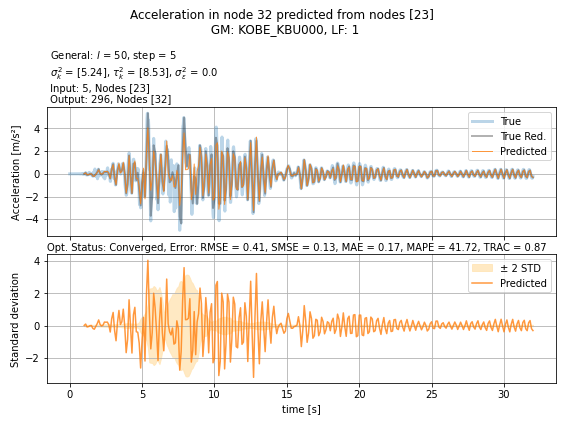 Acceleration in node 32 predicted from nodes [23]
GM: KOBE_KBU000, LF: 1
General: l = 50, step = 5
σ²ₖ = [5.24], τ²ₖ = [8.53], σ²ε = 0.0
Input: 5, Nodes [23]
Output: 296, Nodes [32]
True
True Red.
Predicted
Acceleration [m/s²]
4
2
0
−2
−4
Opt. Status: Converged, Error: RMSE = 0.41, SMSE = 0.13, MAE = 0.17, MAPE = 41.72, TRAC = 0.87
± 2 STD
Predicted
Standard deviation
4
2
0
−2
0 5 10 15 20 25 30
time [s]